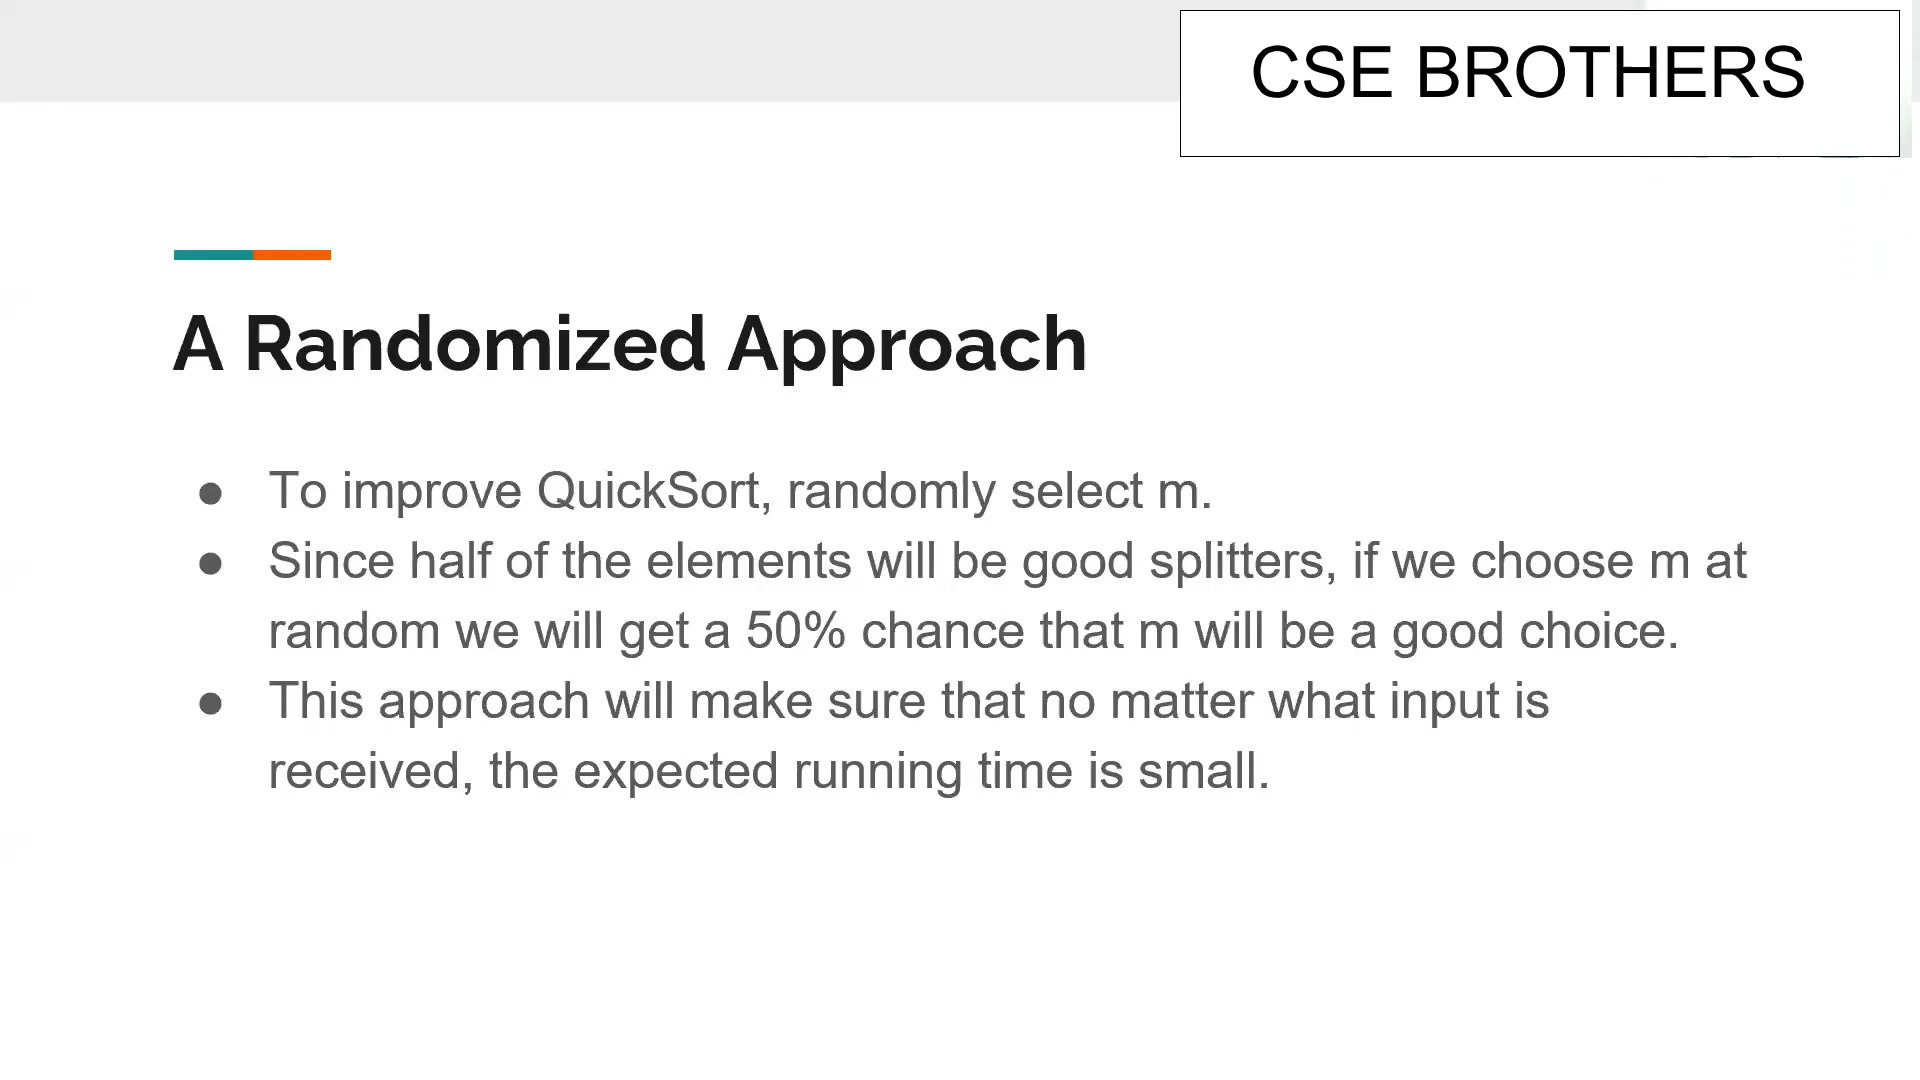 CSE BROTHERS
A Randomized Approach
● To improve QuickSort, randomly select m.
● Since half of the elements will be good splitters, if we choose m at
random we will get a 50% chance that m will be a good choice.
● This approach will make sure that no matter what input is
received, the expected running time is small.